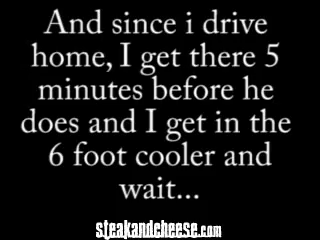 And since i drive
home, I get there 5
minutes before he
does and I get in the
6 foot cooler and
wait...
steakandcheese.com